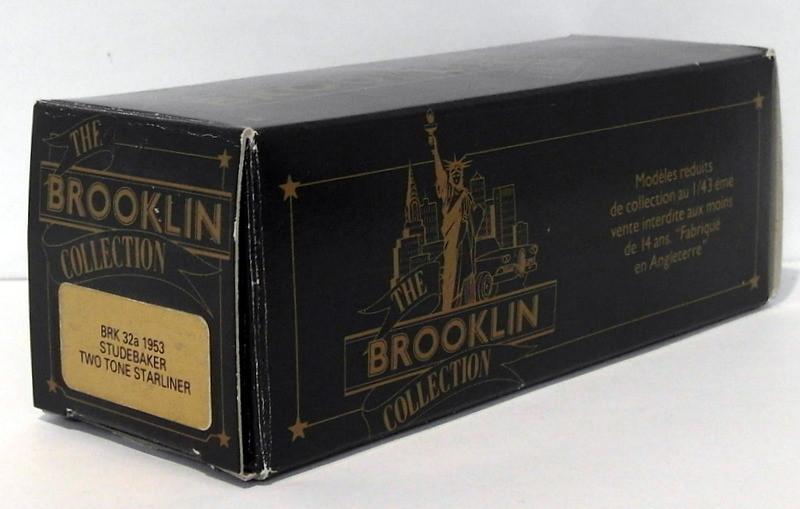 THE
BROOKLIN
COLLECTION
BRK 32a 1953
STUDEBAKER
TWO TONE STARLINER
THE
BROOKLIN
COLLECTION
Modèles reduits
de collection au 1/43 éme
vente interdite aux moins
de 14 ans. "Fabriqué
en Angleterre"